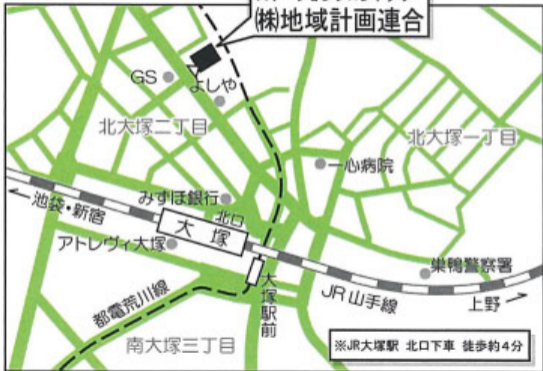 ㈱地域計画連合
GS
よしや
北大塚二丁目
北大塚一丁目
一心病院
みずほ銀行
北口
←池袋・新宿
大塚
アトレヴィ大塚
巣鴨警察署
大塚駅前
JR山手線
上野→
都電荒川線
南大塚三丁目
※JR大塚駅 北口下車 徒歩約4分